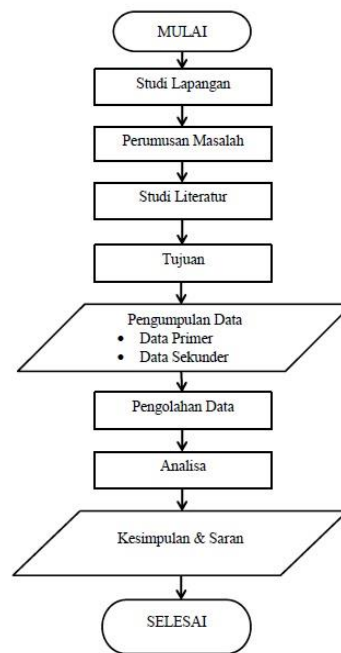 MULAI
Studi Lapangan
Perumusan Masalah
Studi Literatur
Tujuan
Pengumpulan Data
• Data Primer
• Data Sekunder
Pengolahan Data
Analisa
Kesimpulan & Saran
SELESAI